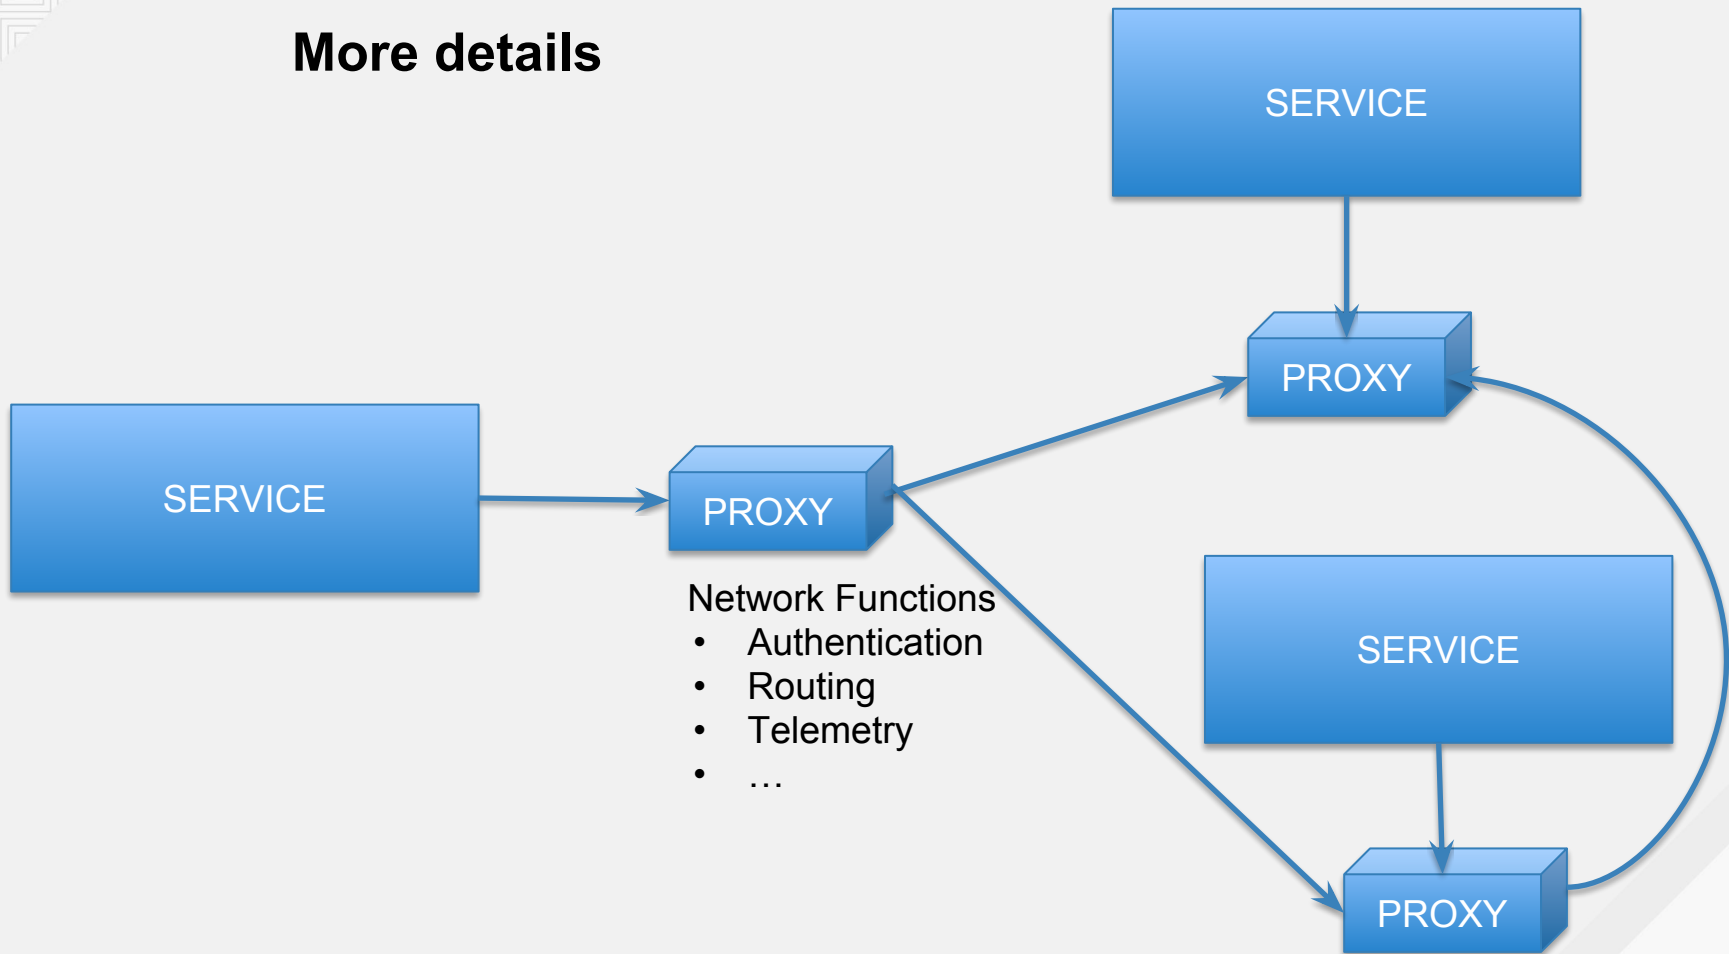 More details
SERVICE
PROXY
SERVICE
PROXY
Network Functions
• Authentication
• Routing
• Telemetry
• …
SERVICE
PROXY